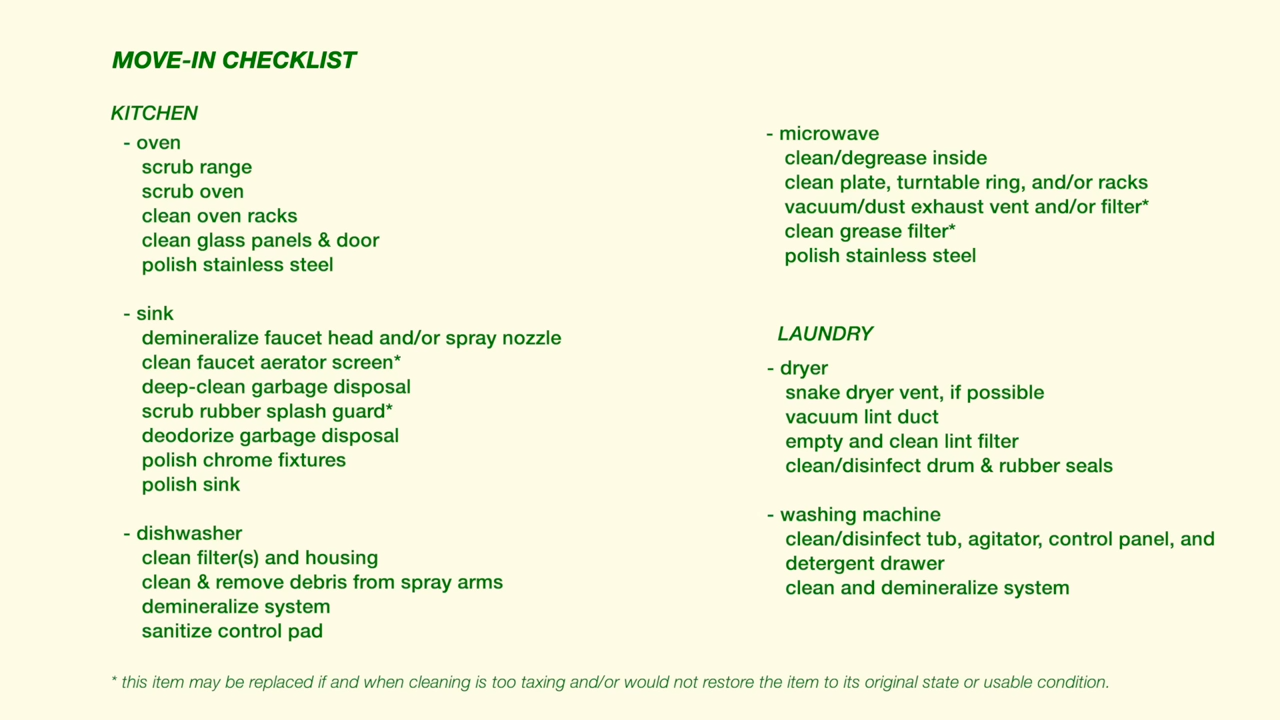 MOVE-IN CHECKLIST
KITCHEN
- oven
scrub range
scrub oven
clean oven racks
clean glass panels & door
polish stainless steel
- sink
demineralize faucet head and/or spray nozzle
clean faucet aerator screen*
deep-clean garbage disposal
scrub rubber splash guard*
deodorize garbage disposal
polish chrome fixtures
polish sink
- dishwasher
clean filter(s) and housing
clean & remove debris from spray arms
demineralize system
sanitize control pad
- microwave
clean/degrease inside
clean plate, turntable ring, and/or racks
vacuum/dust exhaust vent and/or filter*
clean grease filter*
polish stainless steel
LAUNDRY
- dryer
snake dryer vent, if possible
vacuum lint duct
empty and clean lint filter
clean/disinfect drum & rubber seals
- washing machine
clean/disinfect tub, agitator, control panel, and
detergent drawer
clean and demineralize system
* this item may be replaced if and when cleaning is too taxing and/or would not restore the item to its original state or usable condition.